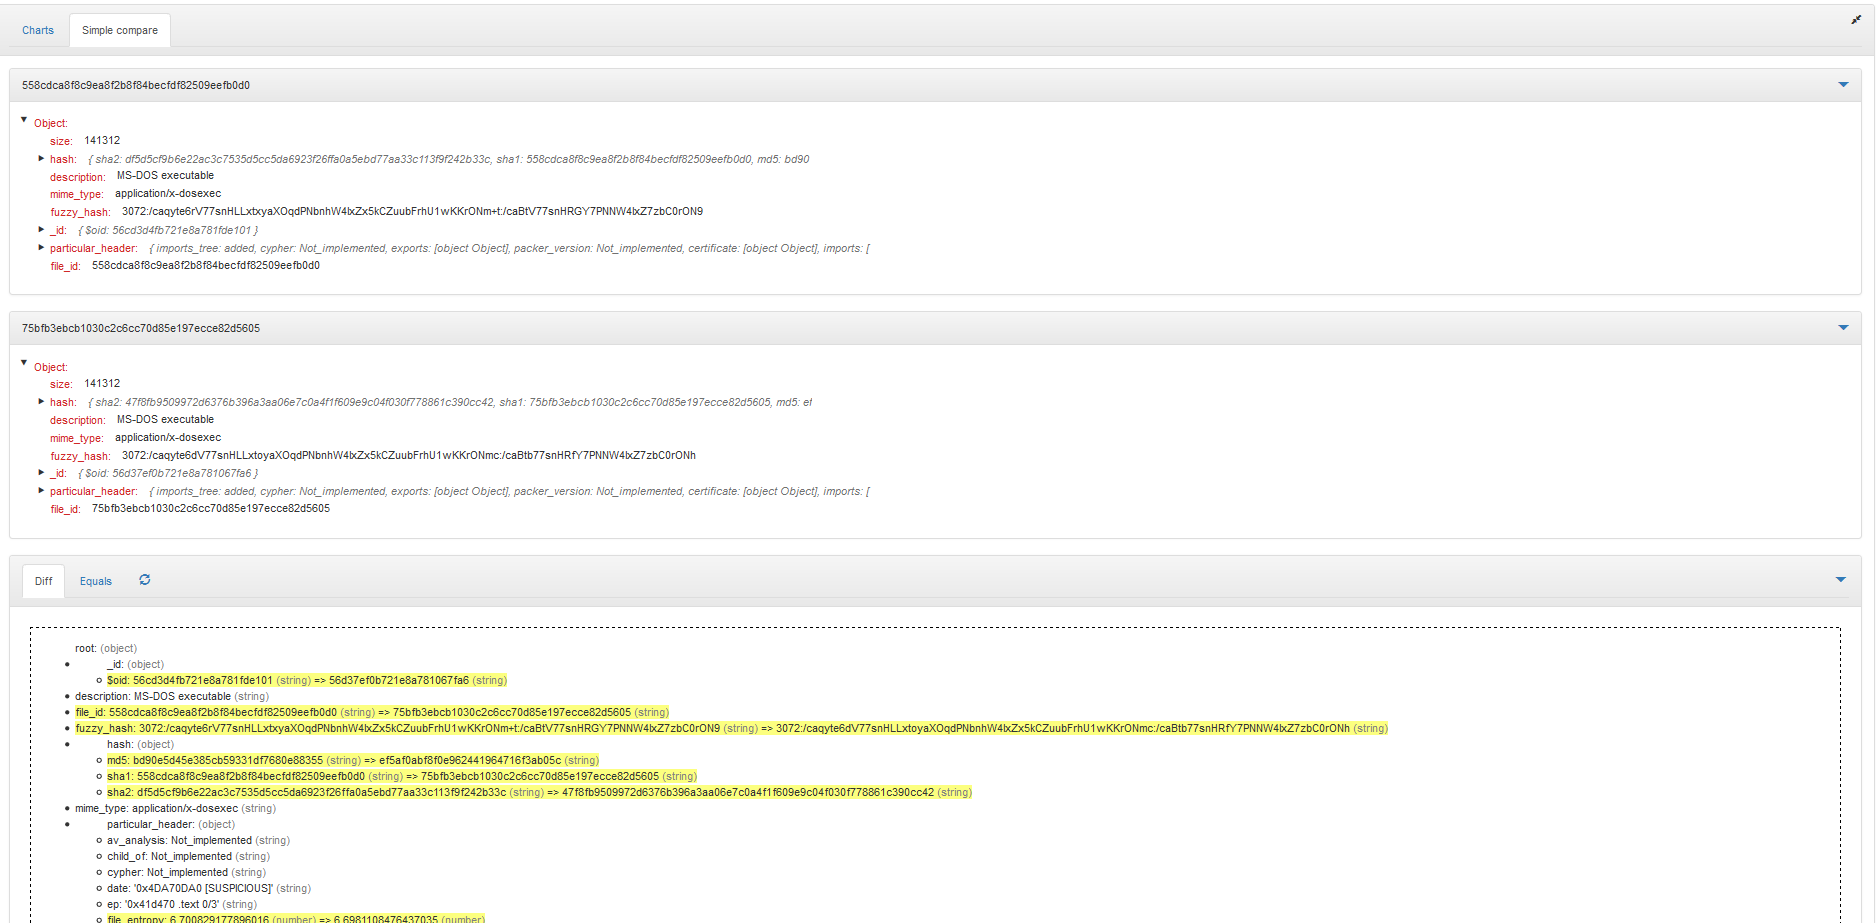 Charts
Simple compare
558cdca8f8c9ea8f2b8f84becfdf82509eefb0d0
Object:
size: 141312
hash: { sha2: df5d5cf9b6e22ac3c7535d5cc5da6923f26ffa0a5ebd77aa33c113f9f242b33c, sha1: 558cdca8f8c9ea8f2b8f84becfdf82509eefb0d0, md5: bd90
description: MS-DOS executable
mime_type: application/x-dosexec
fuzzy_hash: 3072:/caqyte6rV77snHLLxtxyaXOqdPNbnhW4lxZx5kCZuubFrhU1wKKrONm+t:/caBtV77snHRGY7PNNW4lxZ7zbC0rON9
_id: { $oid: 56cd3d4fb721e8a781fde101 }
particular_header: { imports_tree: added, cypher: Not_implemented, exports: [object Object], packer_version: Not_implemented, certificate: [object Object], imports: [
file_id: 558cdca8f8c9ea8f2b8f84becfdf82509eefb0d0
75bfb3ebcb1030c2c6cc70d85e197ecce82d5605
Object:
size: 141312
hash: { sha2: 47f8fb9509972d6376b396a3aa06e7c0a4f1f609e9c04f030f778861c390cc42, sha1: 75bfb3ebcb1030c2c6cc70d85e197ecce82d5605, md5: ef
description: MS-DOS executable
mime_type: application/x-dosexec
fuzzy_hash: 3072:/caqyte6dV77snHLLxtoyaXOqdPNbnhW4lxZx5kCZuubFrhU1wKKrONmc:/caBtb77snHRfY7PNNW4lxZ7zbC0rONh
_id: { $oid: 56d37ef0b721e8a781067fa6 }
particular_header: { imports_tree: added, cypher: Not_implemented, exports: [object Object], packer_version: Not_implemented, certificate: [object Object], imports: [
file_id: 75bfb3ebcb1030c2c6cc70d85e197ecce82d5605
Diff
Equals
root: (object)
_id: (object)
$oid: 56cd3d4fb721e8a781fde101 (string) => 56d37ef0b721e8a781067fa6 (string)
description: MS-DOS executable (string)
file_id: 558cdca8f8c9ea8f2b8f84becfdf82509eefb0d0 (string) => 75bfb3ebcb1030c2c6cc70d85e197ecce82d5605 (string)
fuzzy_hash: 3072:/caqyte6rV77snHLLxtxyaXOqdPNbnhW4lxZx5kCZuubFrhU1wKKrONm+t:/caBtV77snHRGY7PNNW4lxZ7zbC0rON9 (string) => 3072:/caqyte6dV77snHLLxtoyaXOqdPNbnhW4lxZx5kCZuubFrhU1wKKrONmc:/caBtb77snHRfY7PNNW4lxZ7zbC0rONh (string)
hash: (object)
md5: bd90e5d45e385cb59331df7680e88355 (string) => ef5af0abf8f0e962441964716f3ab05c (string)
sha1: 558cdca8f8c9ea8f2b8f84becfdf82509eefb0d0 (string) => 75bfb3ebcb1030c2c6cc70d85e197ecce82d5605 (string)
sha2: df5d5cf9b6e22ac3c7535d5cc5da6923f26ffa0a5ebd77aa33c113f9f242b33c (string) => 47f8fb9509972d6376b396a3aa06e7c0a4f1f609e9c04f030f778861c390cc42 (string)
mime_type: application/x-dosexec (string)
particular_header: (object)
av_analysis: Not_implemented (string)
child_of: Not_implemented (string)
cypher: Not_implemented (string)
date: '0x4DA70DA0 [SUSPICIOUS]' (string)
ep: '0x41d470 .text 0/3' (string)
file_entropy: 6.700829177896016 (number) => 6.6981108476437035 (number)